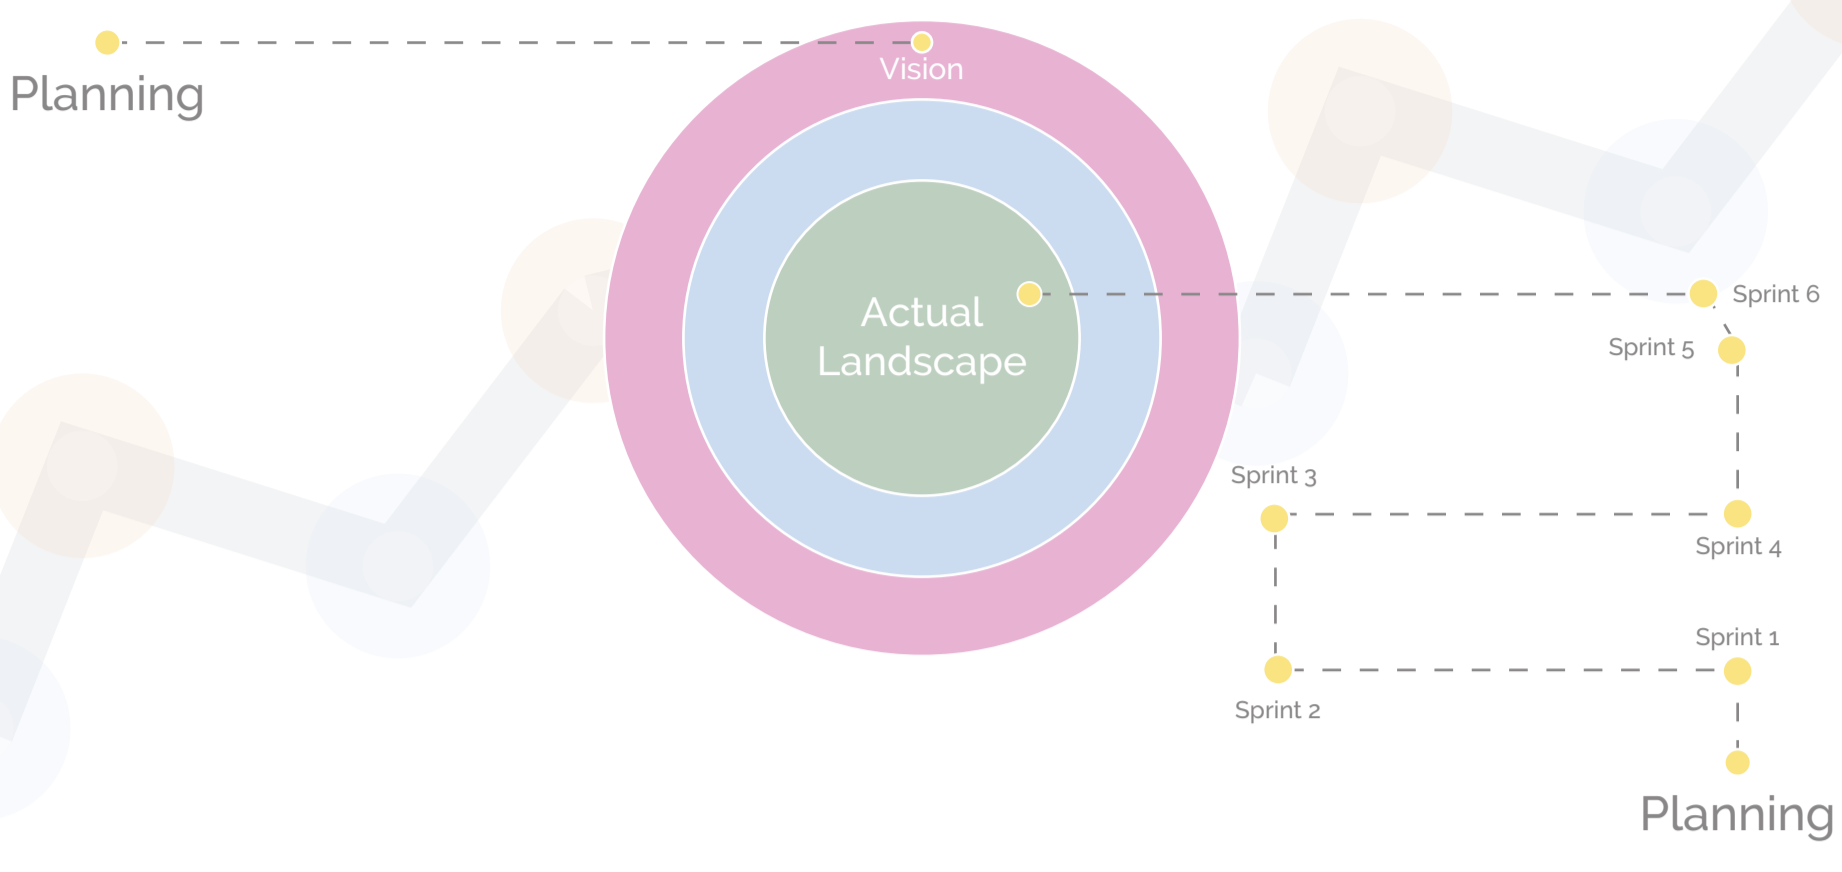 Planning
Vision
Actual
Landscape
Sprint 6
Sprint 5
Sprint 3
Sprint 4
Sprint 1
Sprint 2
Planning